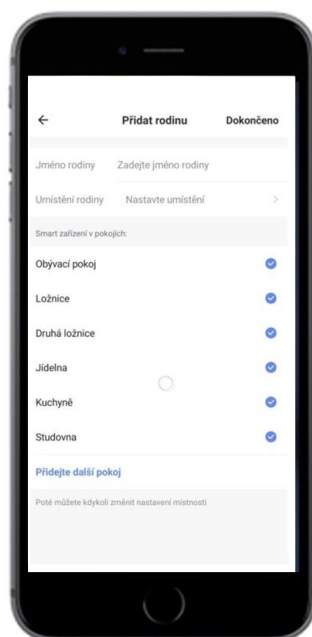 Přidat rodinu Dokončeno
Jméno rodiny Zadejte jméno rodiny
Umístění rodiny Nastavte umístění
Smart zařízení v pokojích:
Obývací pokoj
Ložnice
Druhá ložnice
Jídelna
Kuchyně
Studovna
Přidejte další pokoj
Poté můžete kdykoli změnit nastavení místnosti